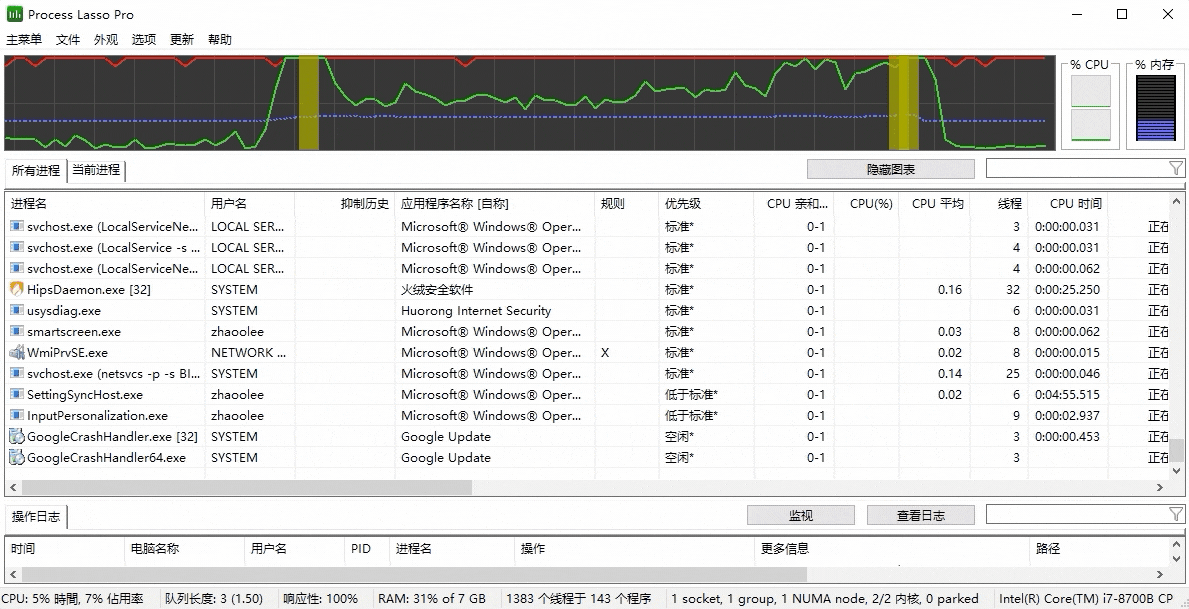 Process Lasso Pro
主菜单 文件 外观 选项 更新 帮助
% CPU % 内存
所有进程 当前进程 隐藏图表
进程名 用户名 抑制历史 应用程序名称 [自称] 规则 优先级 CPU 亲和... CPU(%) CPU 平均 线程 CPU 时间
svchost.exe (LocalServiceNe... LOCAL SER... Microsoft® Windows® Oper... 标准* 0-1 3 0:00:00.031 正在
svchost.exe (LocalService -s ... LOCAL SER... Microsoft® Windows® Oper... 标准* 0-1 4 0:00:00.031 正在
svchost.exe (LocalServiceNe... LOCAL SER... Microsoft® Windows® Oper... 标准* 0-1 4 0:00:00.062 正在
HipsDaemon.exe [32] SYSTEM 火绒安全软件 标准* 0-1 0.16 32 0:00:25.250 正在
usysdiag.exe SYSTEM Huorong Internet Security 标准* 0-1 6 0:00:00.031 正在
smartscreen.exe zhaoolee Microsoft® Windows® Oper... 标准* 0-1 0.03 8 0:00:00.062 正在
WmiPrvSE.exe NETWORK ... Microsoft® Windows® Oper... X 标准* 0-1 0.02 8 0:00:00.015 正在
svchost.exe (netsvcs -p -s BI... SYSTEM Microsoft® Windows® Oper... 标准* 0-1 0.14 25 0:00:00.046 正在
SettingSyncHost.exe zhaoolee Microsoft® Windows® Oper... 低于标准* 0-1 0.02 6 0:04:55.515 正在
InputPersonalization.exe zhaoolee Microsoft® Windows® Oper... 低于标准* 0-1 9 0:00:02.937 正在
GoogleCrashHandler.exe [32] SYSTEM Google Update 空闲* 0-1 3 0:00:00.453 正在
GoogleCrashHandler64.exe SYSTEM Google Update 空闲* 0-1 3 正在
操作日志 监视 查看日志
时间 电脑名称 用户名 PID 进程名 操作 更多信息 路径
CPU: 5% 時間, 7% 佔用率 队列长度: 3 (1.50) 响应性: 100% RAM: 31% of 7 GB 1383 个线程于 143 个程序 1 socket, 1 group, 1 NUMA node, 2/2 内核, 0 parked Intel(R) Core(TM) i7-8700B CP